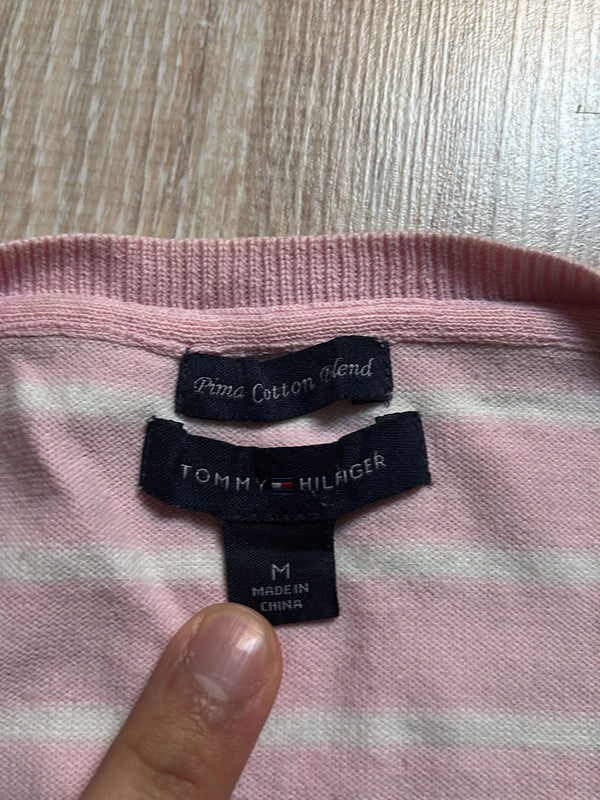 Pima Cotton Blend
TOMMY HILFIGER
M
MADE IN
CHINA